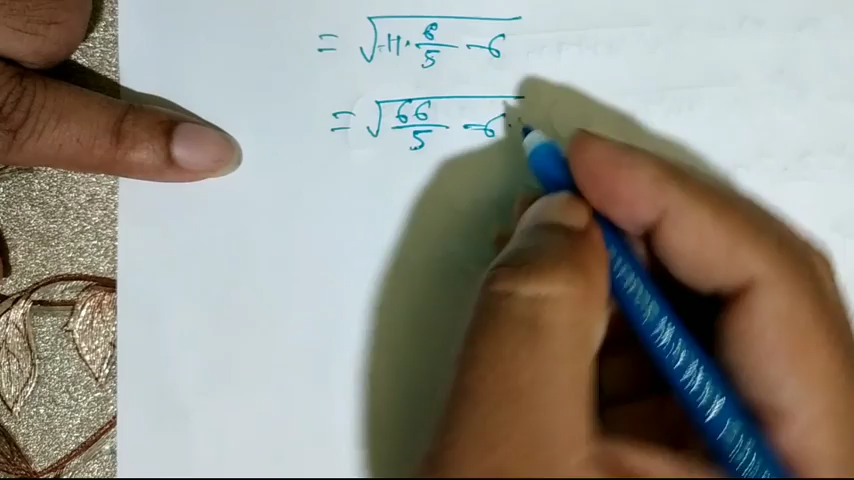 = √11·6/5 - 6
= √66/5 - 6 ·